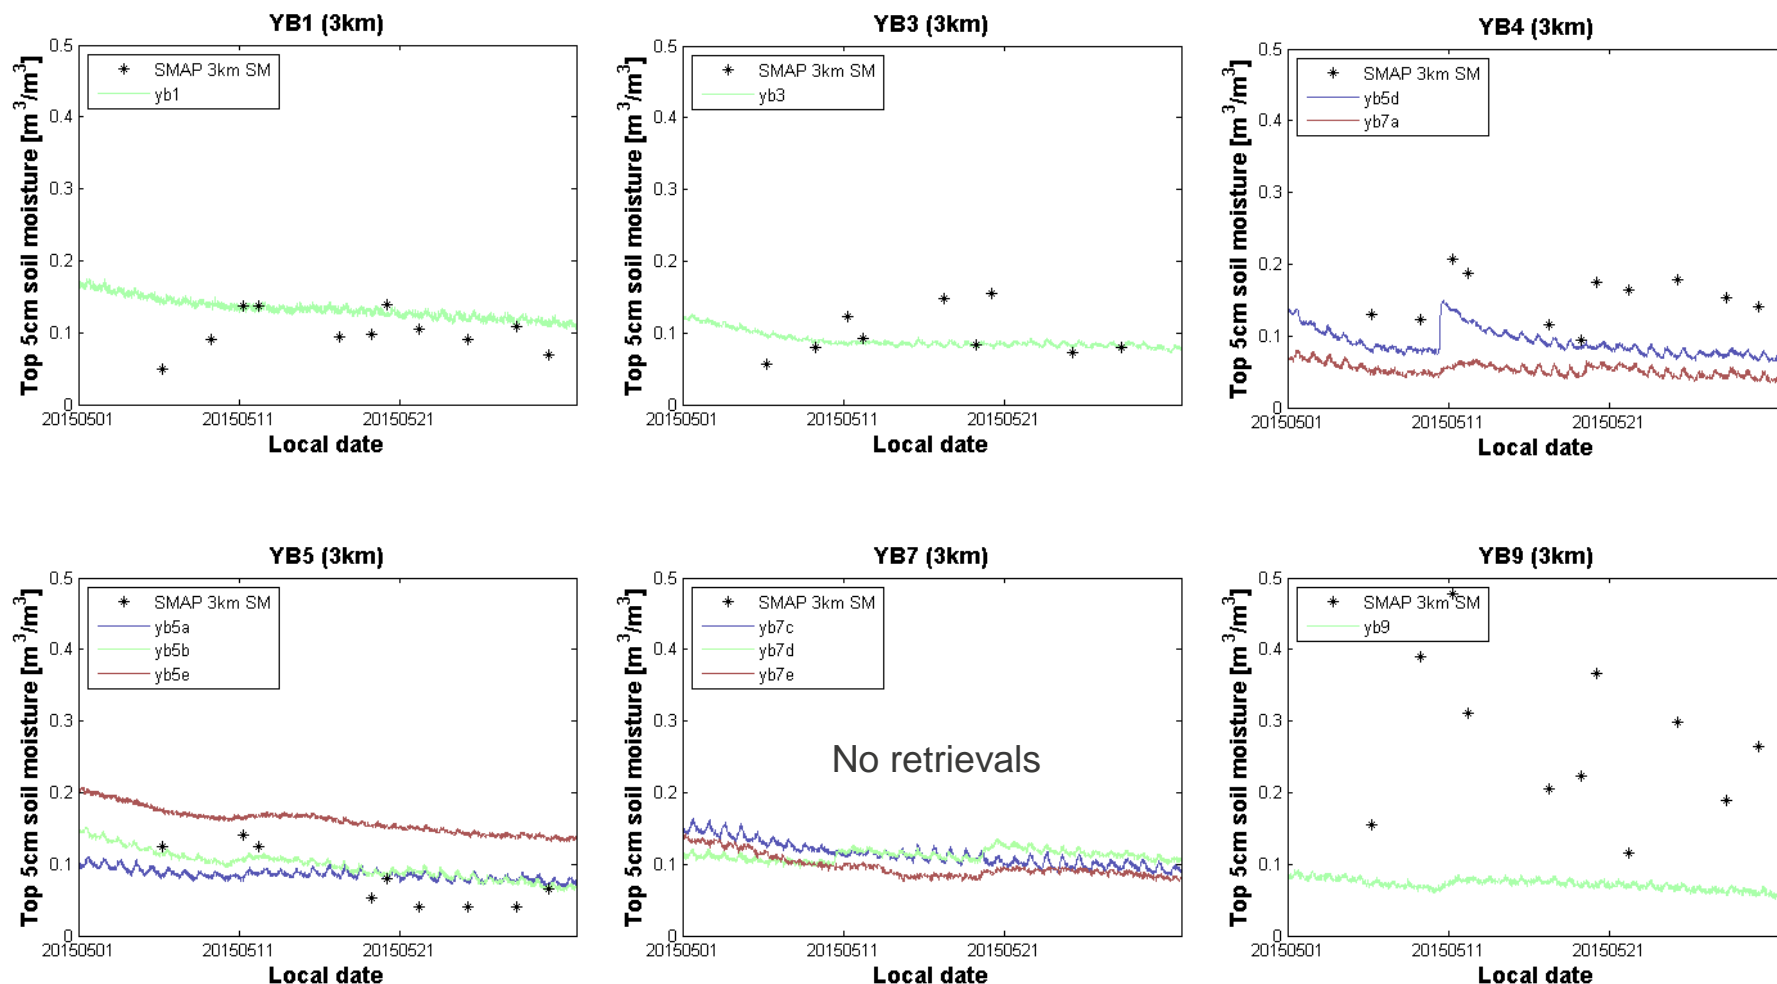 YB1 (3km)
Top 5cm soil moisture [m³/m³]
0.5
0.4
0.3
0.2
0.1
0
SMAP 3km SM
yb1
20150501
20150511
20150521
Local date
YB3 (3km)
Top 5cm soil moisture [m³/m³]
0.5
0.4
0.3
0.2
0.1
0
SMAP 3km SM
yb3
20150501
20150511
20150521
Local date
YB4 (3km)
Top 5cm soil moisture [m³/m³]
0.5
0.4
0.3
0.2
0.1
0
SMAP 3km SM
yb5d
yb7a
20150501
20150511
20150521
Local date
YB5 (3km)
Top 5cm soil moisture [m³/m³]
0.5
0.4
0.3
0.2
0.1
0
SMAP 3km SM
yb5a
yb5b
yb5e
20150501
20150511
20150521
Local date
YB7 (3km)
Top 5cm soil moisture [m³/m³]
0.5
0.4
0.3
0.2
0.1
0
SMAP 3km SM
yb7c
yb7d
yb7e
No retrievals
20150501
20150511
20150521
Local date
YB9 (3km)
Top 5cm soil moisture [m³/m³]
0.5
0.4
0.3
0.2
0.1
0
SMAP 3km SM
yb9
20150501
20150511
20150521
Local date